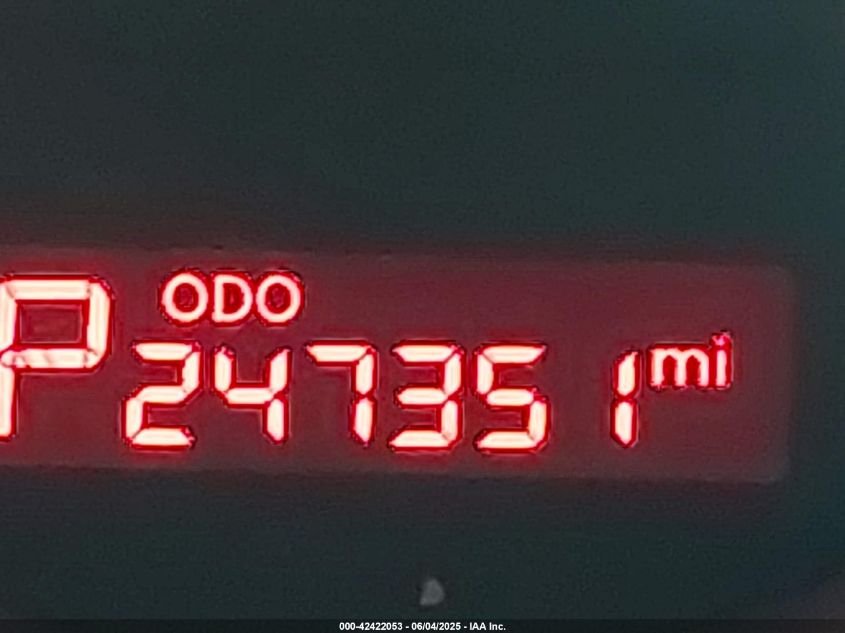 P ODO
247351 mi
000-42422053 - 06/04/2025 - IAA Inc.